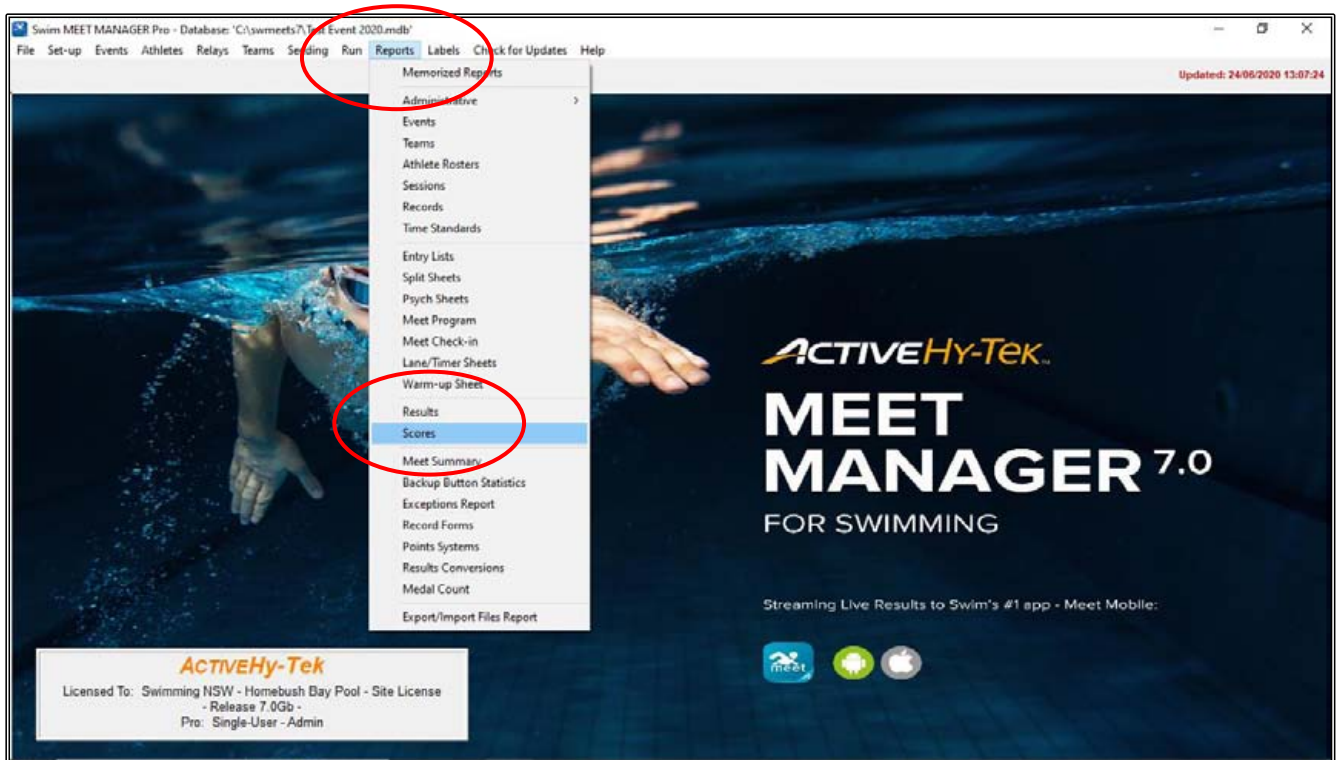 Swim MEET MANAGER Pro - Database: 'C:\swmeets7\Test Event 2020.mdb'
File Set-up Events Athletes Relays Teams Seeding Run Reports Labels Check for Updates Help
Updated: 24/06/2020 13:07:24
Memorized Reports
Administrative
Events
Teams
Athlete Rosters
Sessions
Records
Time Standards
Entry Lists
Split Sheets
Psych Sheets
Meet Program
Meet Check-in
Lane/Timer Sheets
Warm-up Sheet
Results
Scores
Meet Summary
Backup Button Statistics
Exceptions Report
Record Forms
Points Systems
Results Conversions
Medal Count
Export/Import Files Report
ACTIVEHY-TEK™
MEET
MANAGER 7.0
FOR SWIMMING
Streaming Live Results to Swim's #1 app - Meet Mobile:
meet
ACTIVEHy-Tek
Licensed To: Swimming NSW - Homebush Bay Pool - Site License
- Release 7.0Gb -
Pro: Single-User - Admin